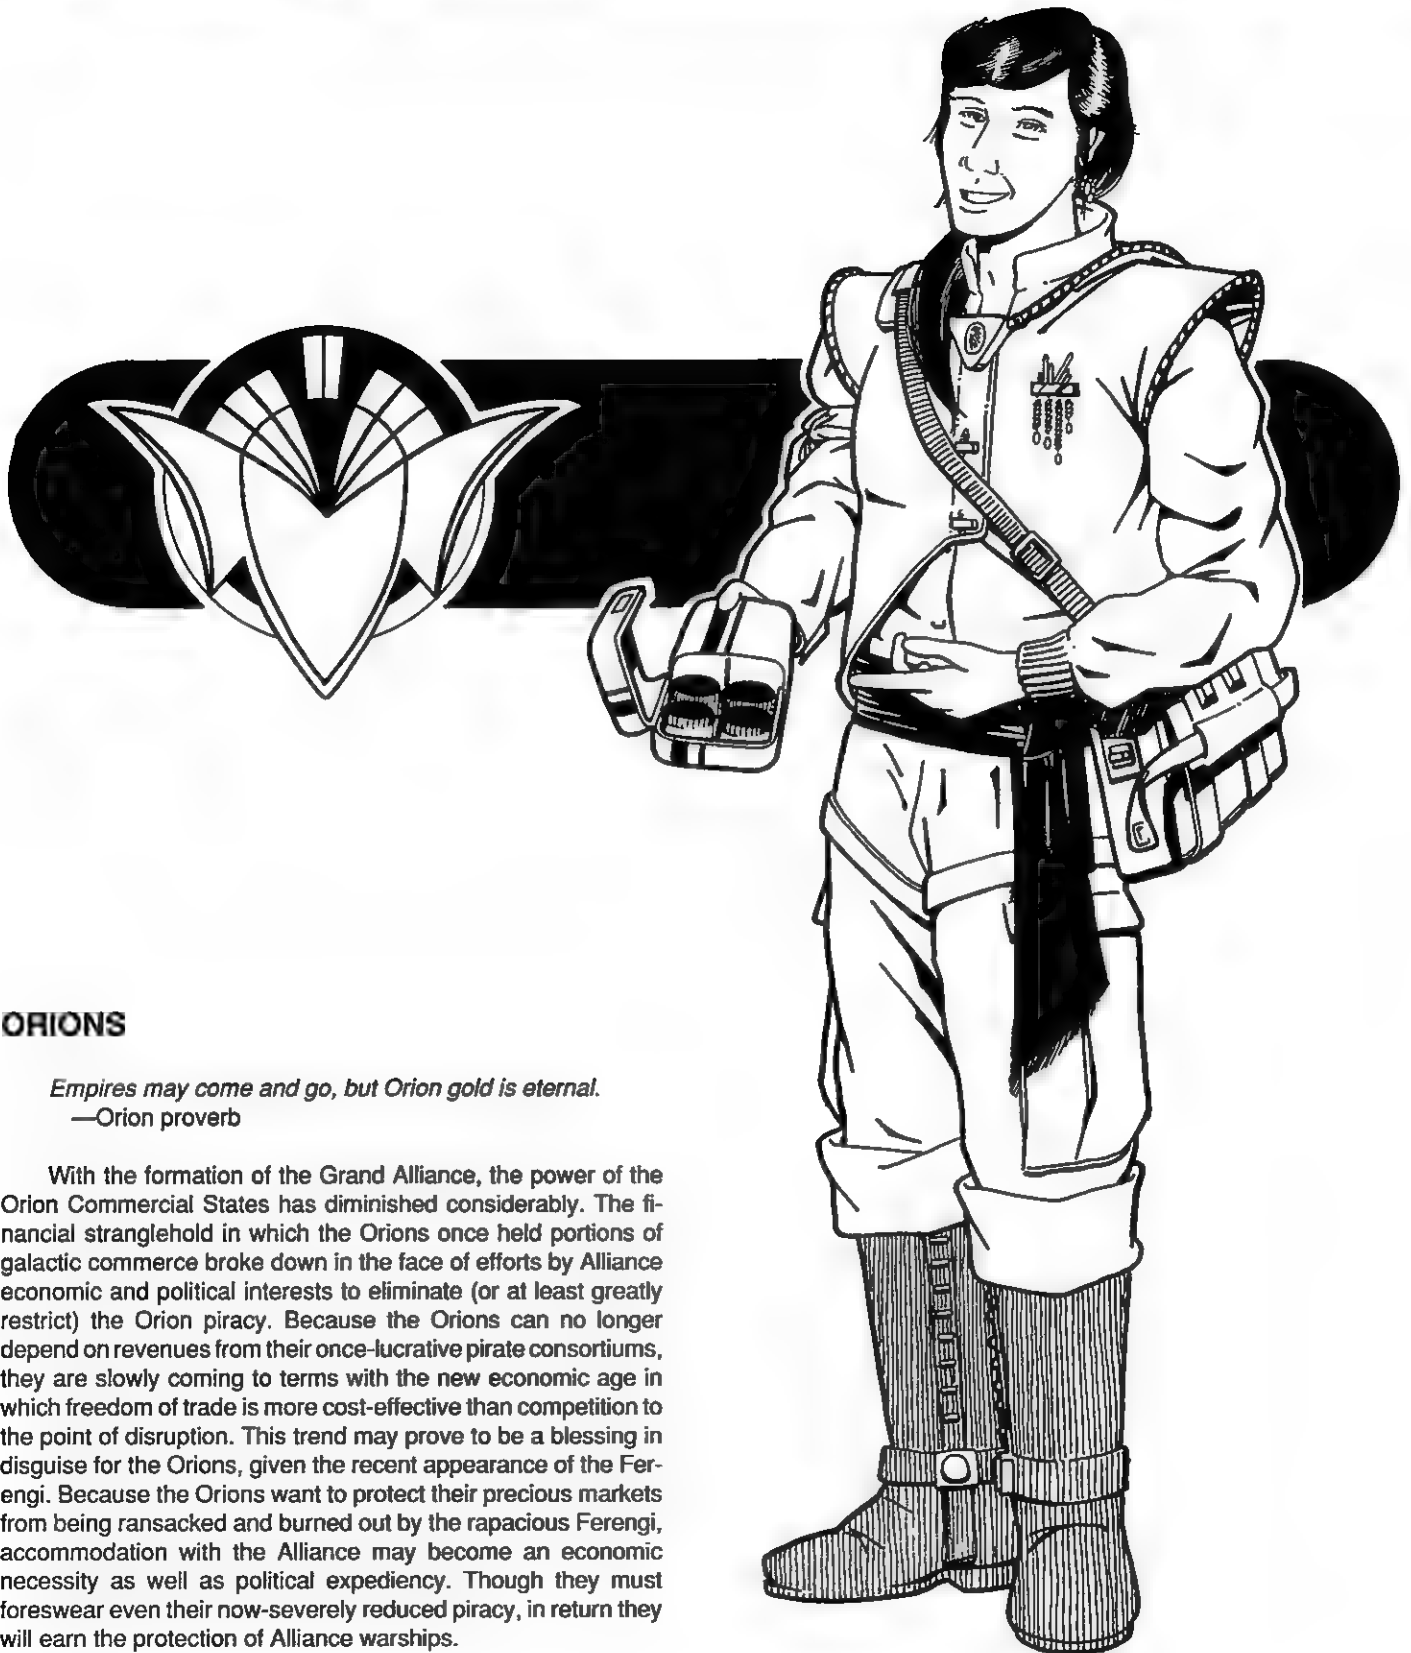 ORIONS
Empires may come and go, but Orion gold is eternal.
—Orion proverb
With the formation of the Grand Alliance, the power of the
Orion Commercial States has diminished considerably. The fi-
nancial stranglehold in which the Orions once held portions of
galactic commerce broke down in the face of efforts by Alliance
economic and political interests to eliminate (or at least greatly
restrict) the Orion piracy. Because the Orions can no longer
depend on revenues from their once-lucrative pirate consortiums,
they are slowly coming to terms with the new economic age in
which freedom of trade is more cost-effective than competition to
the point of disruption. This trend may prove to be a blessing in
disguise for the Orions, given the recent appearance of the Fer-
engi. Because the Orions want to protect their precious markets
from being ransacked and burned out by the rapacious Ferengi,
accommodation with the Alliance may become an economic
necessity as well as political expediency. Though they must
foreswear even their now-severely reduced piracy, in return they
will earn the protection of Alliance warships.